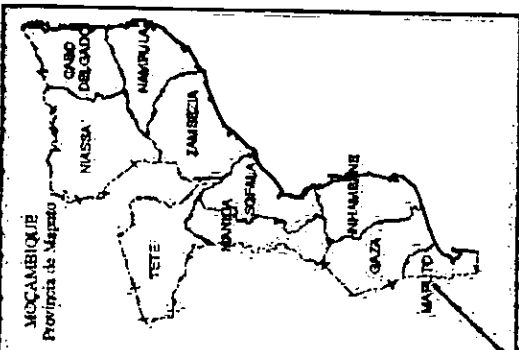 MOÇAMBIQUE
Província de Maputo
CABO
DELGADO
NIASSA
NAMPULA
ZAMBEZIA
TETE
MANICA
SOFALA
INHAMBANE
GAZA
MAPUTO